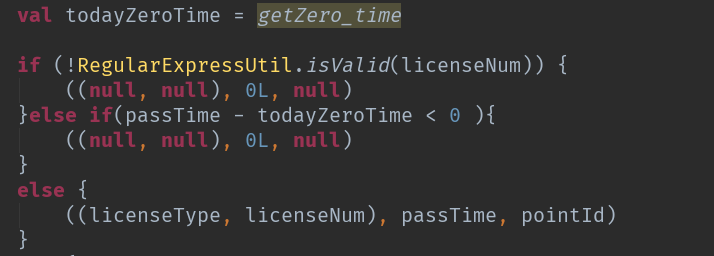 val todayZeroTime = getZero_time
if (!RegularExpressUtil.isValid(licenseNum)) {
((null, null), 0L, null)
}else if(passTime - todayZeroTime < 0 ){
((null, null), 0L, null)
}
else {
((licenseType, licenseNum), passTime, pointId)
}